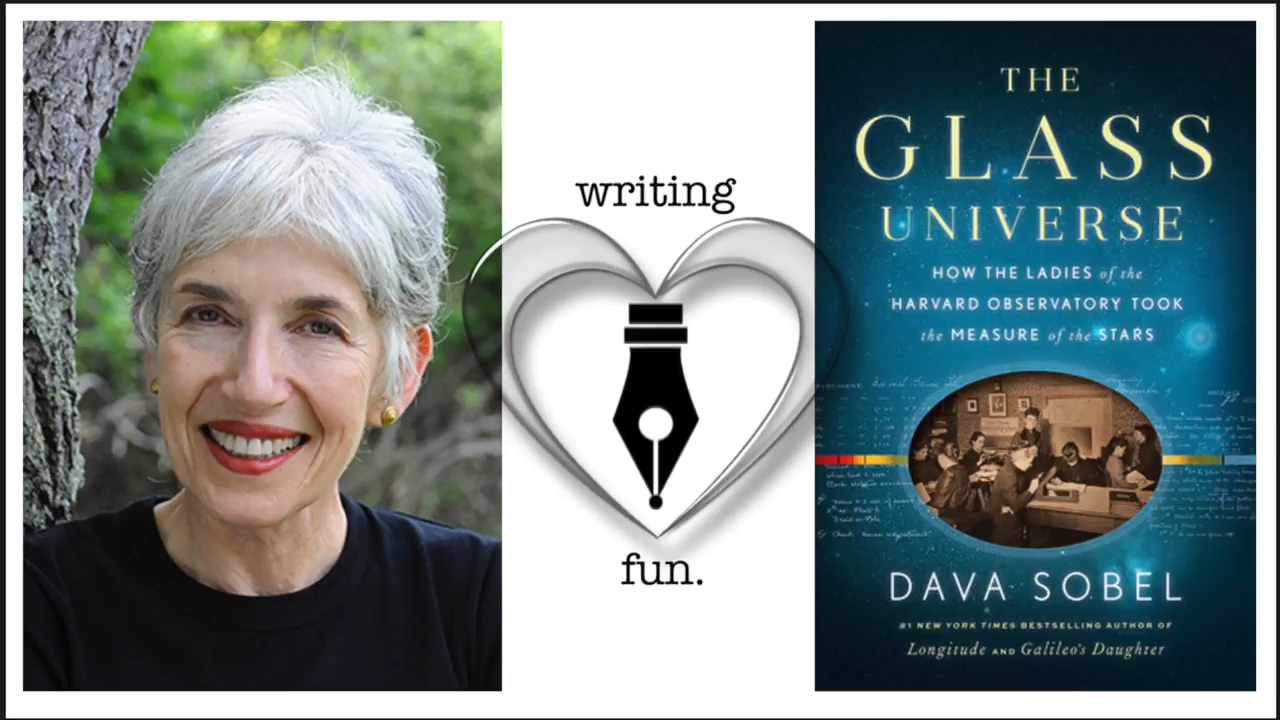 writing
fun.
THE
GLASS
UNIVERSE
HOW THE LADIES of the
HARVARD OBSERVATORY TOOK
the MEASURE of the STARS
DAVA SOBEL
#1 NEW YORK TIMES BESTSELLING AUTHOR OF
Longitude AND Galileo's Daughter